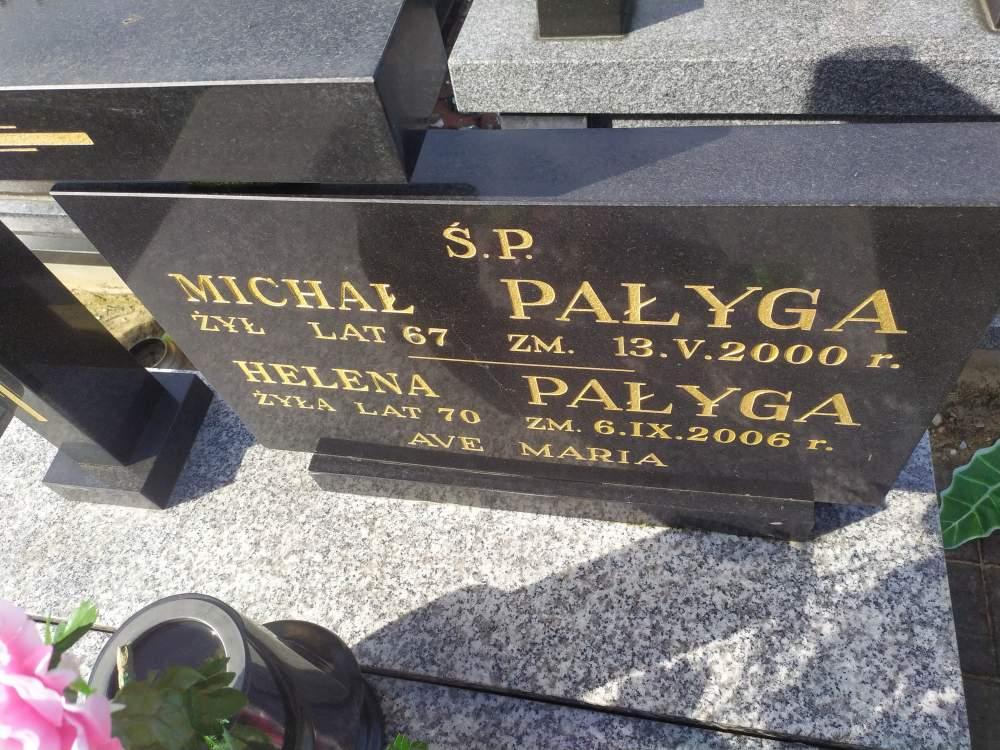 Ś.P.
MICHAŁ PAŁYGA
ŻYŁ LAT 67 ZM. 13.V.2000 r.
HELENA PAŁYGA
ŻYŁA LAT 70 ZM. 6.IX.2006 r.
AVE MARIA